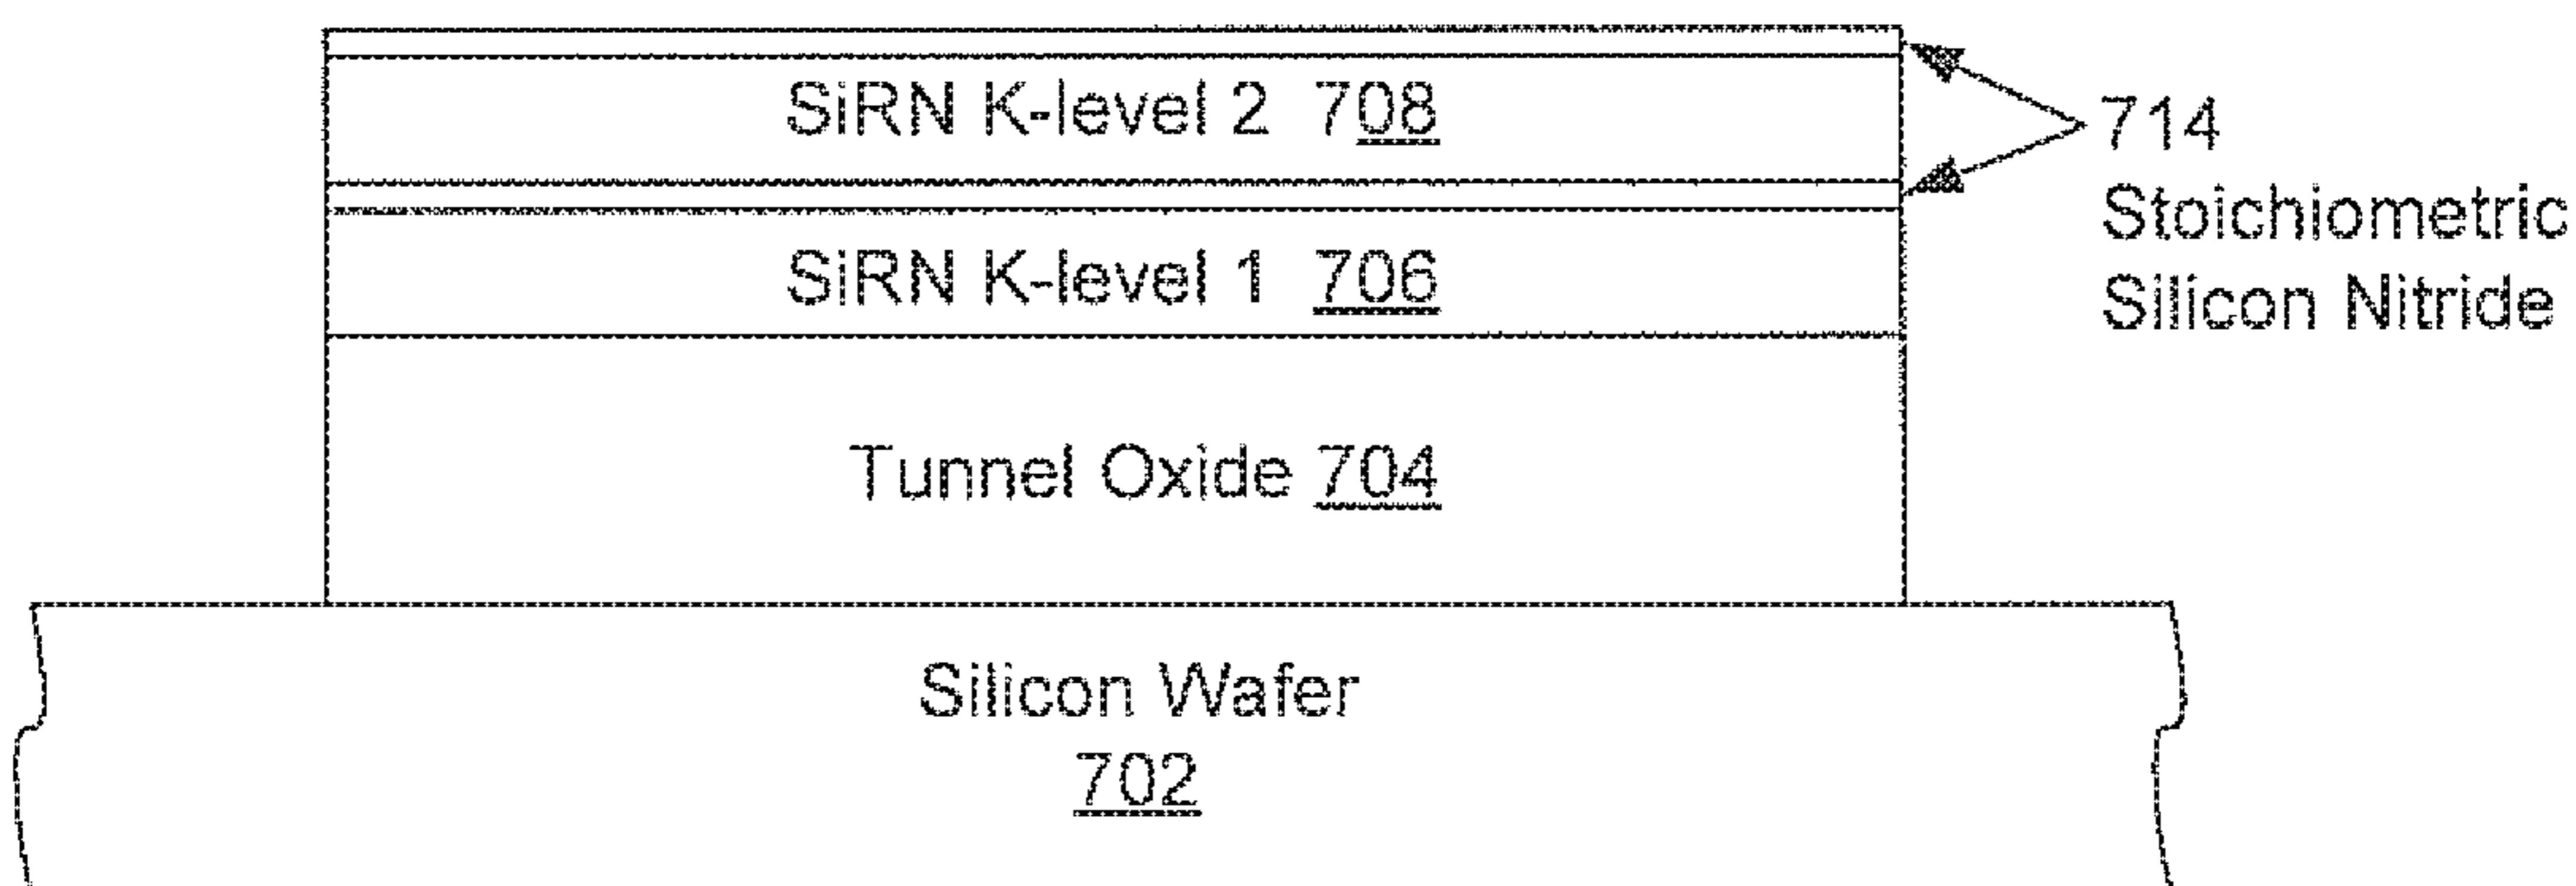 SiRN K-level 2 708
714
Stoichiometric
Silicon Nitride
SiRN K-level 1 706
Tunnel Oxide 704
Silicon Wafer
702